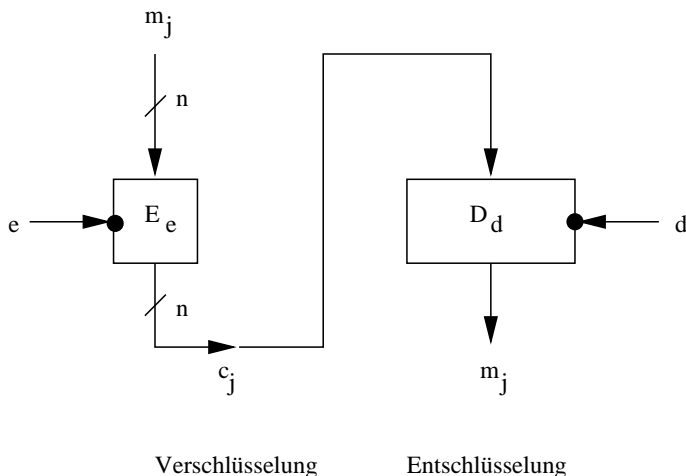 m_j
n
e
E_e
D_d
d
n
c_j
m_j
Verschlüsselung
Entschlüsselung